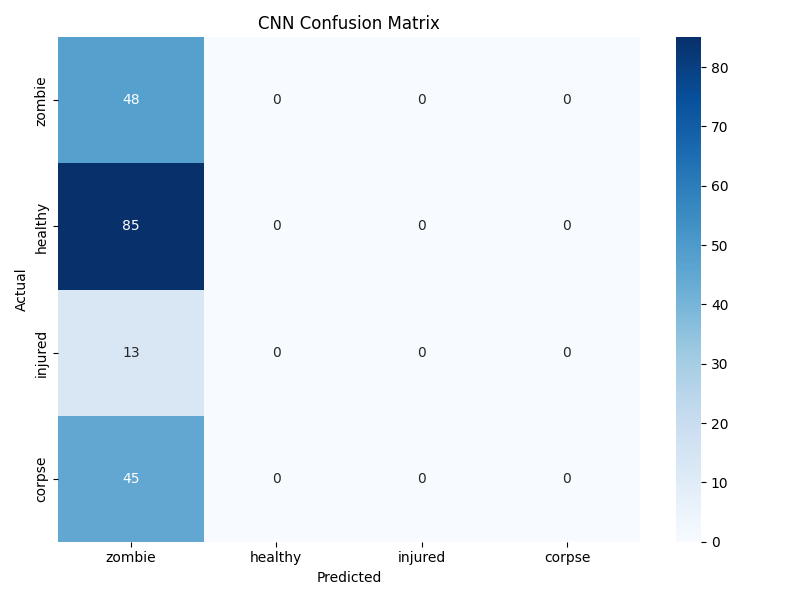 CNN Confusion Matrix
zombie 48 0 0 0
healthy 85 0 0 0
injured 13 0 0 0
corpse 45 0 0 0
Actual
zombie healthy injured corpse
Predicted
80
70
60
50
40
30
20
10
0